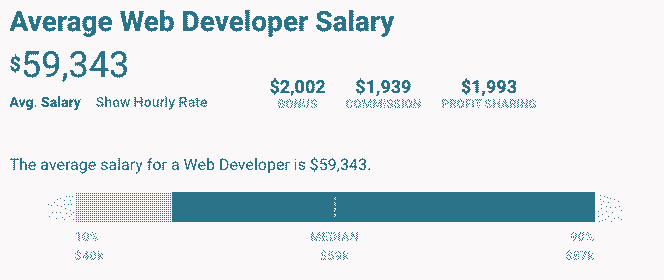 Average Web Developer Salary
$59,343
$2,002 $1,939 $1,993
Avg. Salary Show Hourly Rate BONUS COMMISSION PROFIT SHARING
The average salary for a Web Developer is $59,343.
10% MEDIAN 90%
$40k $59k $87k